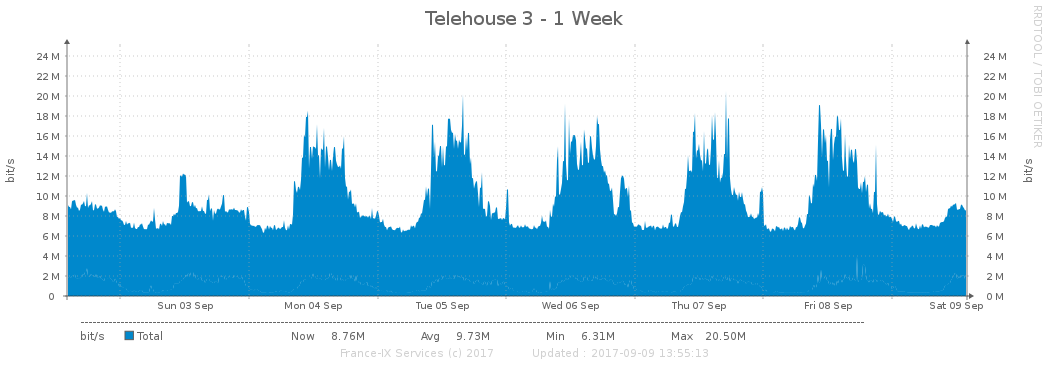 Telehouse 3 - 1 Week
RRDTOOL / TOBI OETIKER
24 M 24 M
22 M 22 M
20 M 20 M
18 M 18 M
16 M 16 M
14 M 14 M
12 M 12 M
10 M 10 M
8 M 8 M
6 M 6 M
4 M 4 M
2 M 2 M
0 0 M
bit/s bit/s
Sun 03 Sep Mon 04 Sep Tue 05 Sep Wed 06 Sep Thu 07 Sep Fri 08 Sep Sat 09 Sep
bit/s Total Now 8.76M Avg 9.73M Min 6.31M Max 20.50M
France-IX Services (c) 2017 Updated : 2017-09-09 13:55:13